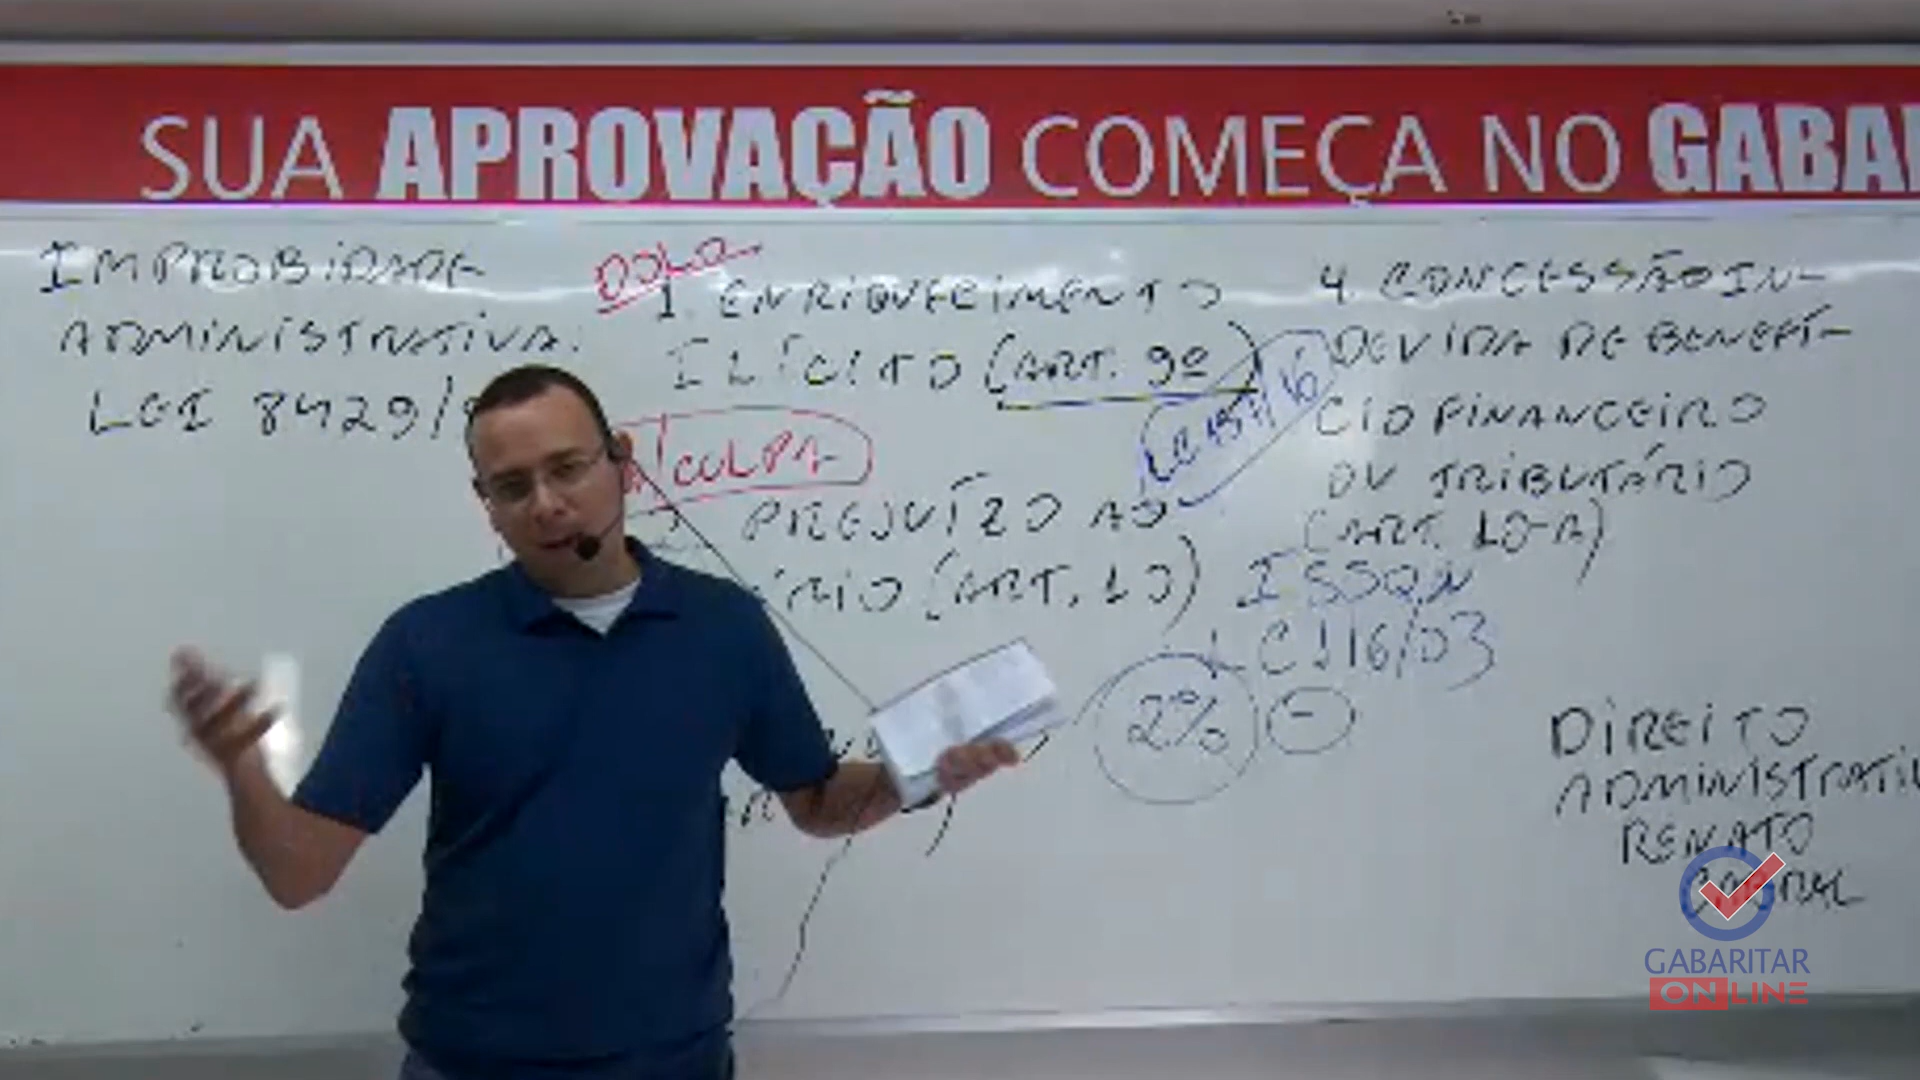 SUA APROVAÇÃO COMEÇA NO GABA
IMPROBIDADE
ADMINISTRATIVA:
LEI 8429/
DOLO
1. ENRIQUECIMENTO
ILÍCITO (ART. 9º)
CULPA
PREJUÍZO AO
RIO (ART. 10)
LC 157/16
4. CONCESSÃO IN-
DEVIDA DE BENEFÍ-
CIO FINANCEIRO
OU TRIBUTÁRIO
(ART. 10-A)
ISSQN
LC 116/03
2% -
DIREITO
ADMINISTRATIV
RENATO
CABRAL
GABARITAR
ONLINE